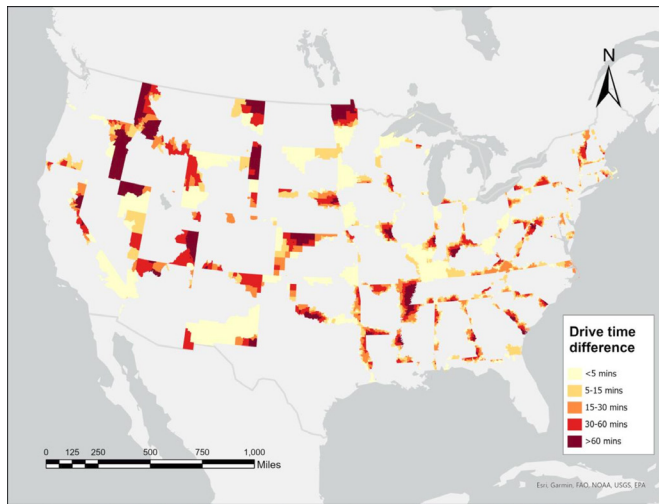 N
Drive time
difference
<5 mins
5-15 mins
15-30 mins
30-60 mins
>60 mins
0 125 250 500 750 1,000
Miles
Esri, Garmin, FAO, NOAA, USGS, EPA